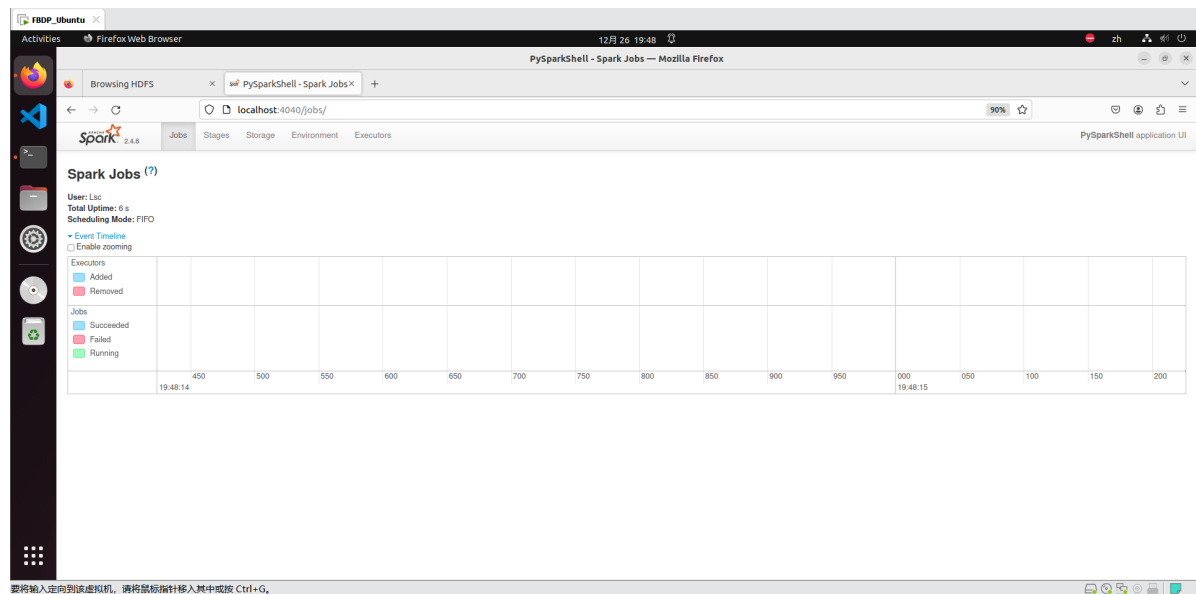 FBDP_Ubuntu
Activities Firefox Web Browser 12月 26 19:48 zh
PySparkShell - Spark Jobs — Mozilla Firefox
Browsing HDFS PySparkShell - Spark Jobs
localhost:4040/jobs/ 90%
APACHE Spark 2.4.8 Jobs Stages Storage Environment Executors PySparkShell application UI
Spark Jobs (?)
User: Lsc
Total Uptime: 6 s
Scheduling Mode: FIFO
Event Timeline
Enable zooming
Executors
Added
Removed
Jobs
Succeeded
Failed
Running
450 500 550 600 650 700 750 800 850 900 950 000 050 100 150 200
19:48:14 19:48:15
要将输入定向到该虚拟机，请将鼠标指针移入其中或按 Ctrl+G。